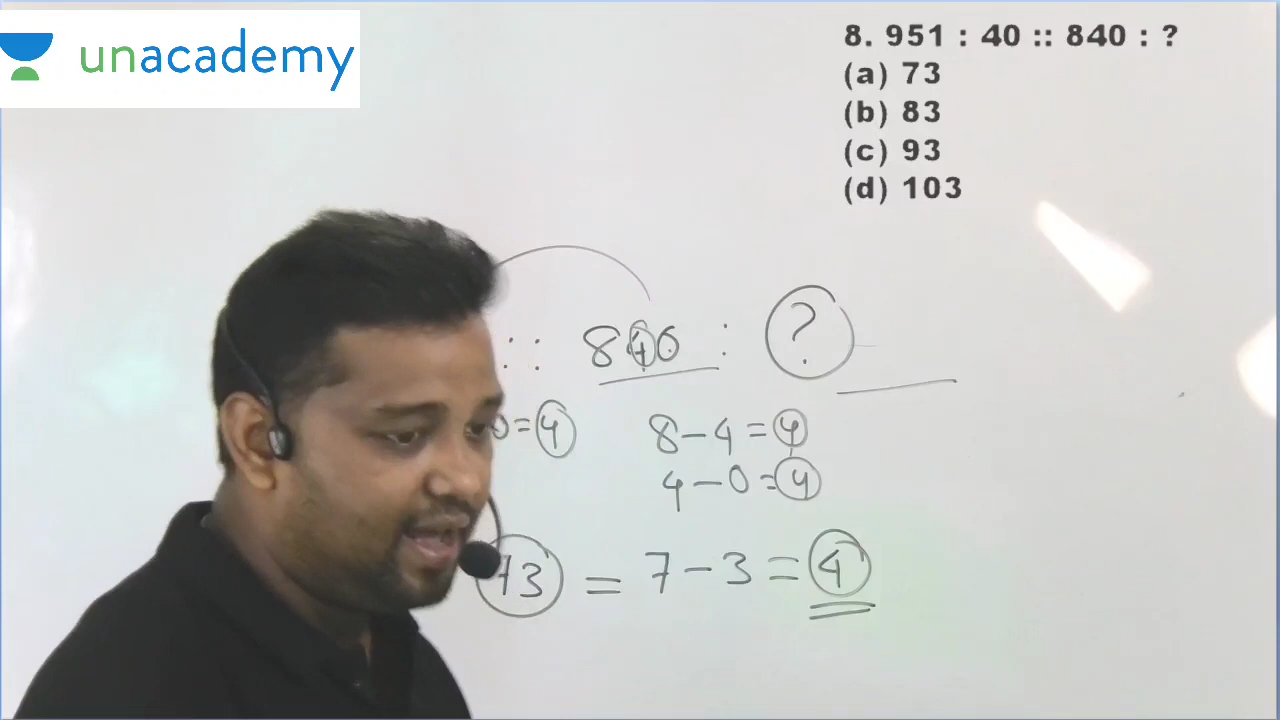 unacademy
8. 951 : 40 :: 840 : ?
(a) 73
(b) 83
(c) 93
(d) 103
:: 840 : ?
0=4 8-4=4
4-0=4
73 = 7-3=4